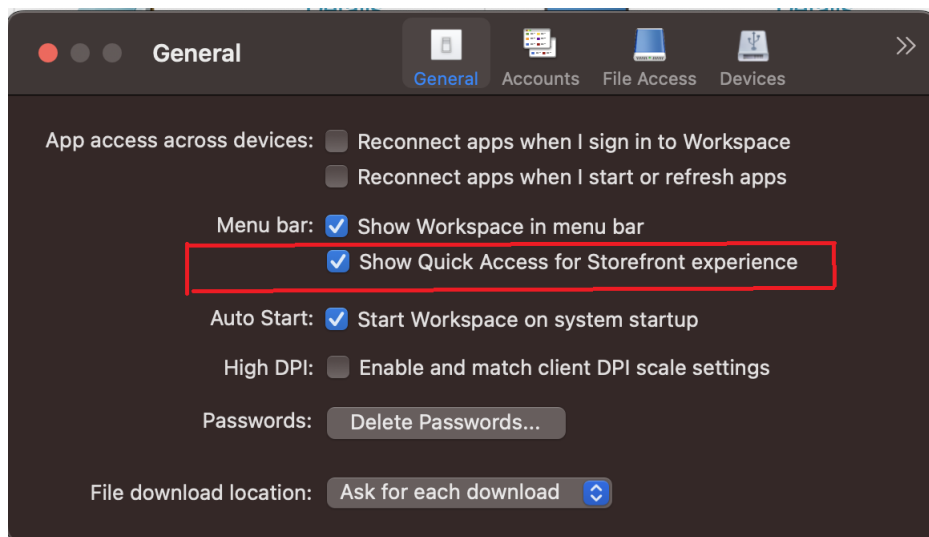 General
General Accounts File Access Devices
App access across devices: Reconnect apps when I sign in to Workspace
Reconnect apps when I start or refresh apps
Menu bar: Show Workspace in menu bar
Show Quick Access for Storefront experience
Auto Start: Start Workspace on system startup
High DPI: Enable and match client DPI scale settings
Passwords: Delete Passwords...
File download location: Ask for each download